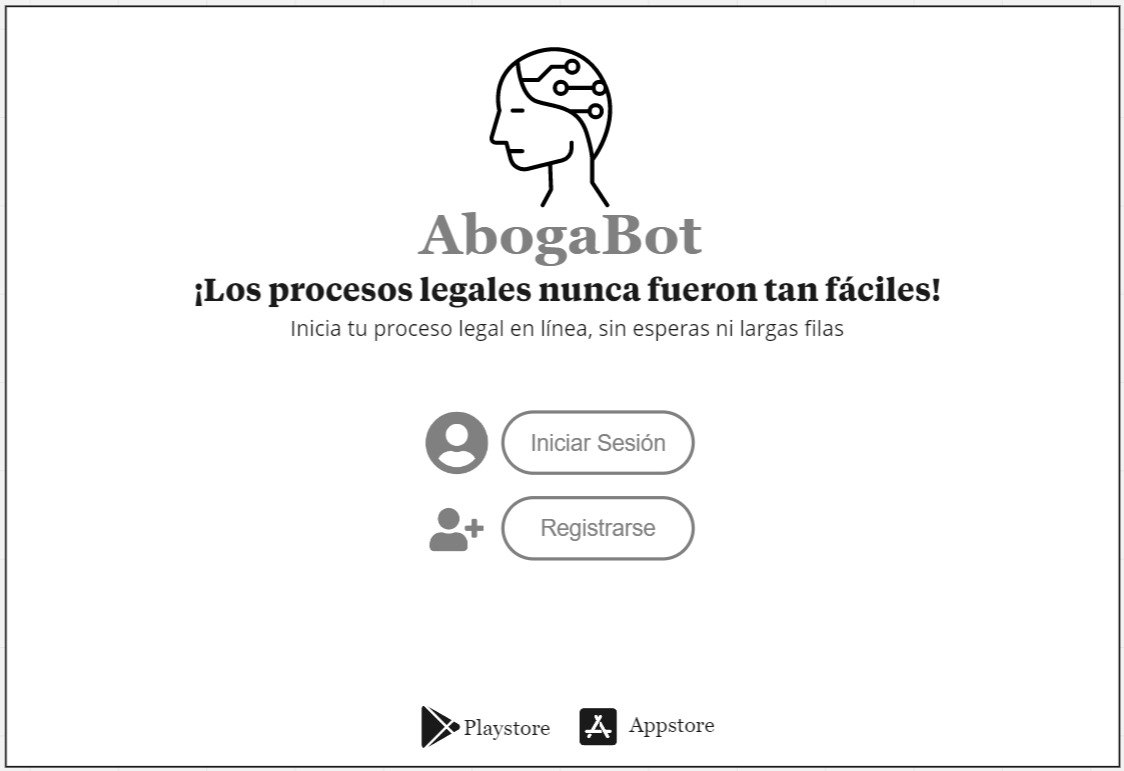 AbogaBot
¡Los procesos legales nunca fueron tan fáciles!
Inicia tu proceso legal en línea, sin esperas ni largas filas
Iniciar Sesión
Registrarse
Playstore
Appstore